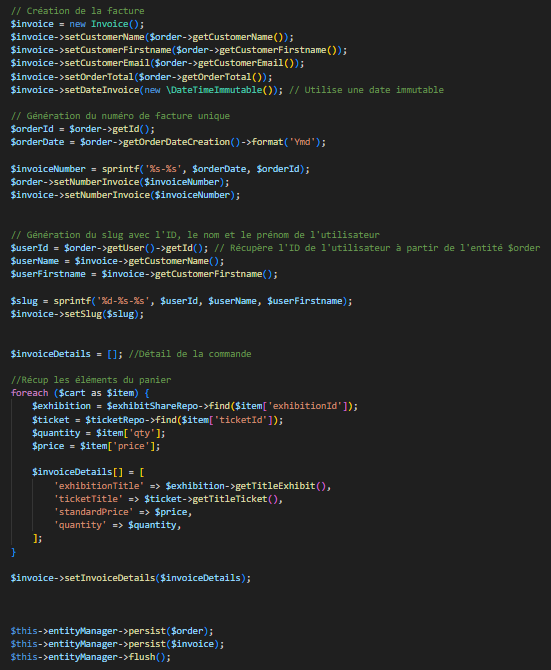 // Création de la facture
$invoice = new Invoice();
$invoice->setCustomerName($order->getCustomerName());
$invoice->setCustomerFirstname($order->getCustomerFirstname());
$invoice->setCustomerEmail($order->getCustomerEmail());
$invoice->setOrderTotal($order->getOrderTotal());
$invoice->setDateInvoice(new \DateTimeImmutable()); // Utilise une date immutable

// Génération du numéro de facture unique
$orderId = $order->getId();
$orderDate = $order->getOrderDateCreation()->format('Ymd');

$invoiceNumber = sprintf('%s-%s', $orderDate, $orderId);
$order->setNumberInvoice($invoiceNumber);
$invoice->setNumberInvoice($invoiceNumber);

// Génération du slug avec l'ID, le nom et le prénom de l'utilisateur
$userId = $order->getUser()->getId(); // Récupère l'ID de l'utilisateur à partir de l'entité $order
$userName = $invoice->getCustomerName();
$userFirstname = $invoice->getCustomerFirstname();

$slug = sprintf('%d-%s-%s', $userId, $userName, $userFirstname);
$invoice->setSlug($slug);

$invoiceDetails = []; //Détail de la commande

//Récup les éléments du panier
foreach ($cart as $item) {
    $exhibition = $exhibitShareRepo->find($item['exhibitionId']);
    $ticket = $ticketRepo->find($item['ticketId']);
    $quantity = $item['qty'];
    $price = $item['price'];

    $invoiceDetails[] = [
        'exhibitionTitle' => $exhibition->getTitleExhibit(),
        'ticketTitle' => $ticket->getTitleTicket(),
        'standardPrice' => $price,
        'quantity' => $quantity,
    ];
}

$invoice->setInvoiceDetails($invoiceDetails);

$this->entityManager->persist($order);
$this->entityManager->persist($invoice);
$this->entityManager->flush();